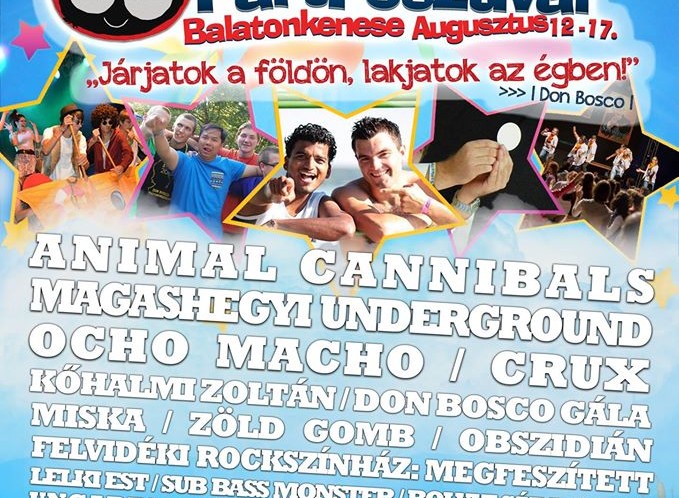 Balatonkenese Augusztus 12-17.
„Járjatok a földön, lakjatok az égben!”
>>> | Don Bosco |
ANIMAL CANNIBALS
MAGASHEGYI UNDERGROUND
OCHO MACHO / CRUX
KŐHALMI ZOLTÁN / DON BOSCO GÁLA
MISKA / ZÖLD GOMB / OBSZIDIÁN
FELVIDÉKI ROCKSZÍNHÁZ: MEGFESZÍTETT
LELKI EST / SUB BASS MONSTER /